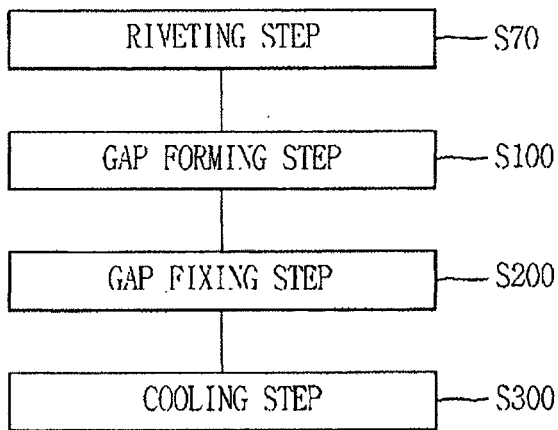 RIVETING STEP S70
GAP FORMING STEP S100
GAP FIXING STEP S200
COOLING STEP S300